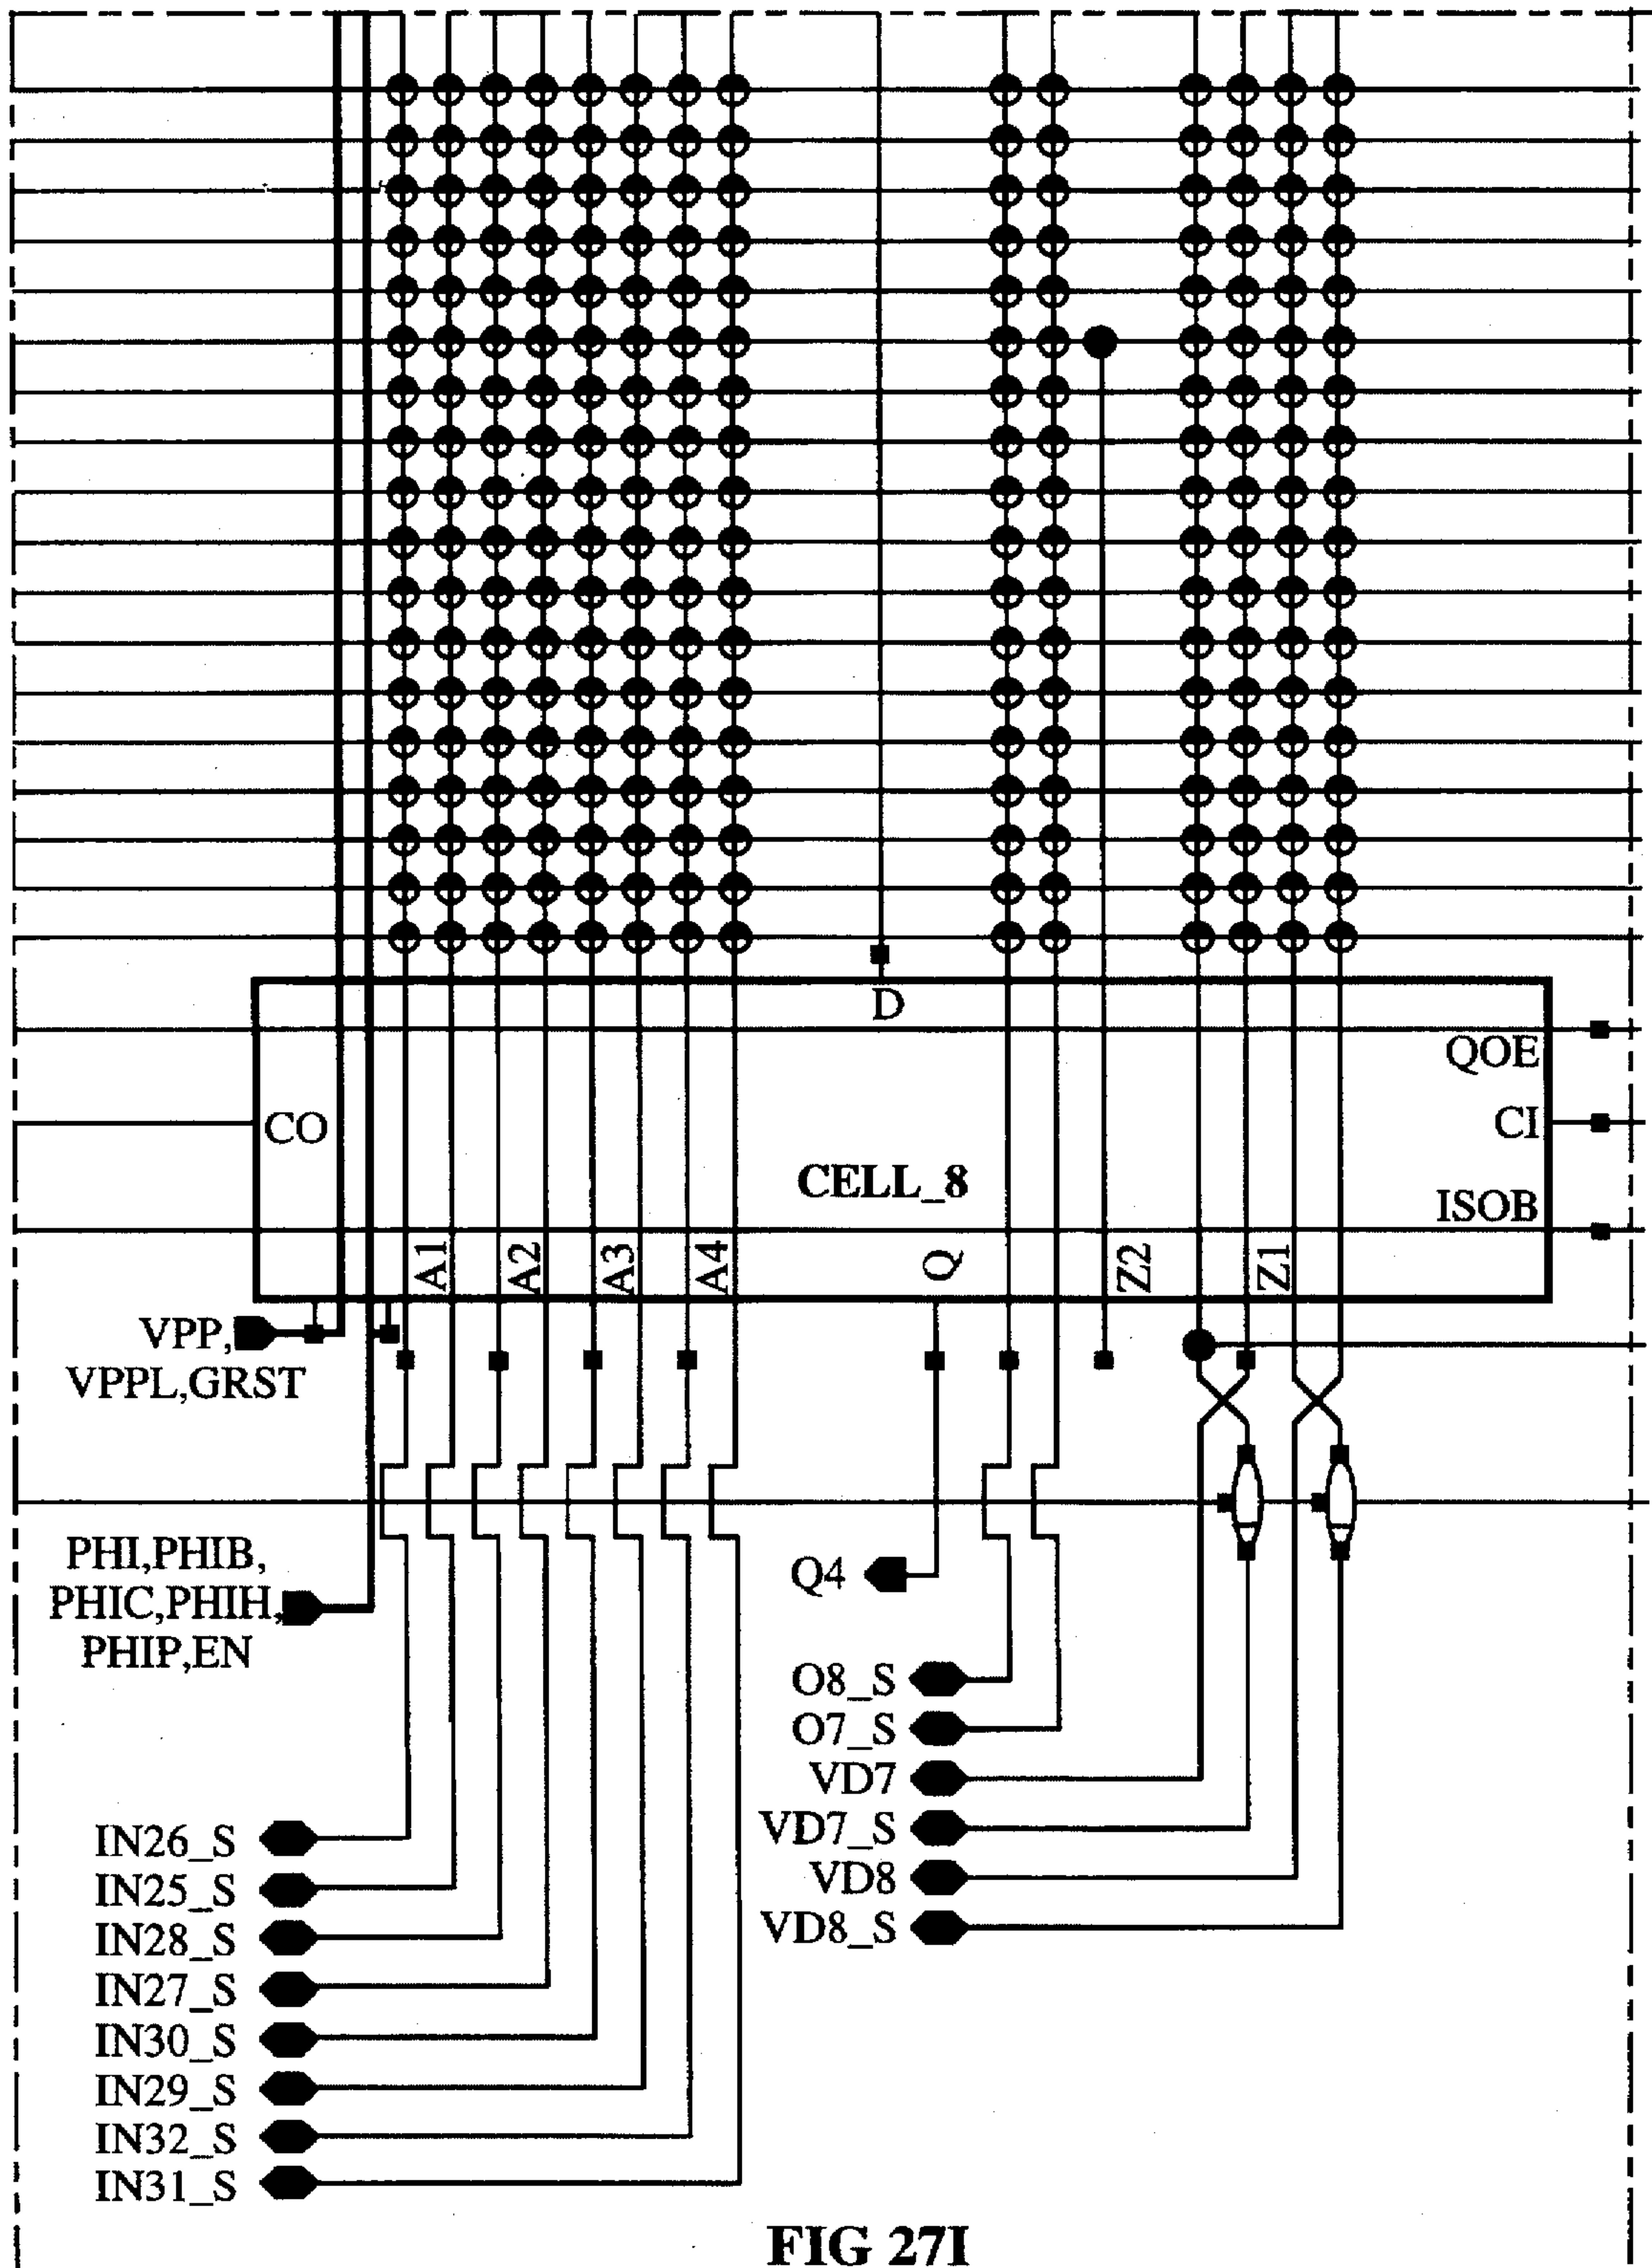 D
QOE
CO
CI
CELL_8
ISOB
A1
A2
A3
A4
Q
Z2
Z1
VPP,
VPPL,GRST
PHI,PHIB,
PHIC,PHIH,
PHIP,EN
Q4
O8_S
O7_S
VD7
VD7_S
VD8
VD8_S
IN26_S
IN25_S
IN28_S
IN27_S
IN30_S
IN29_S
IN32_S
IN31_S
FIG 27I